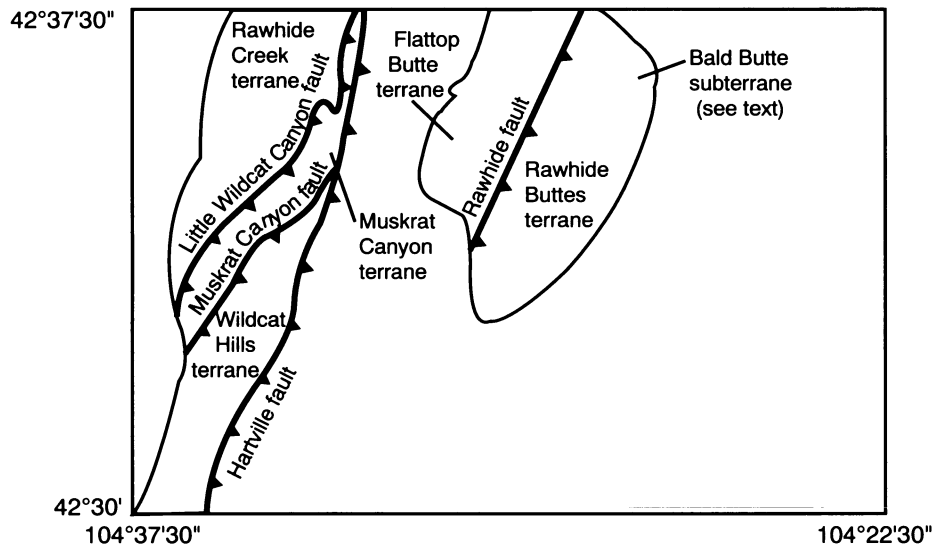 42°37'30"
Rawhide
Creek
terrane
Flattop
Butte
terrane
Bald Butte
subterrane
(see text)
Little Wildcat Canyon fault
Rawhide fault
Rawhide
Buttes
terrane
Muskrat Canyon fault
Muskrat
Canyon
terrane
Wildcat
Hills
terrane
Hartville fault
42°30'
104°37'30"
104°22'30"